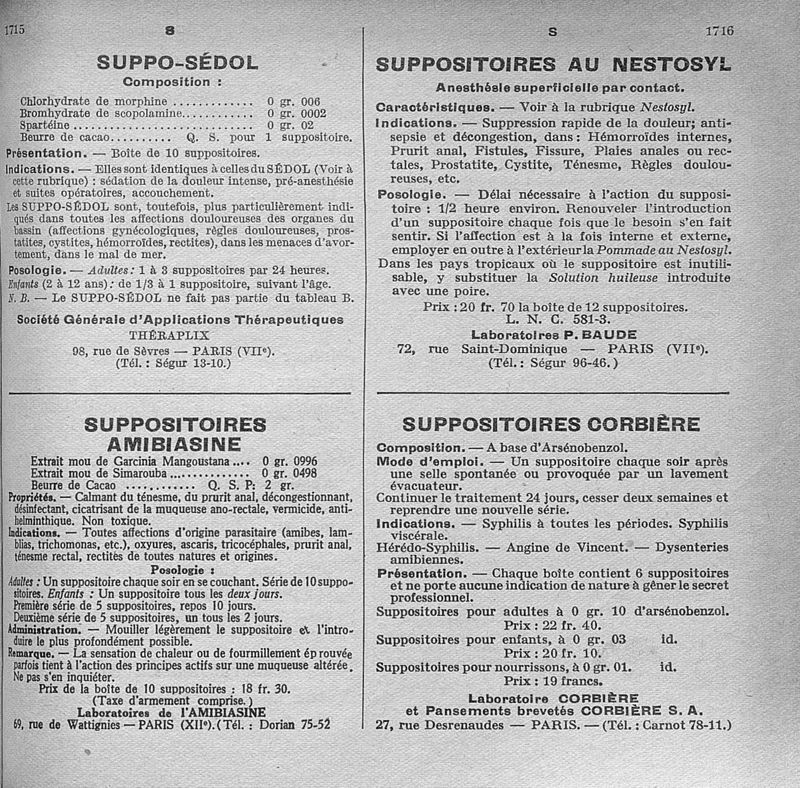 1715
S
SUPPO-SÉDOL
Composition :
Chlorhydrate de morphine ............. 0 gr. 006
Bromhydrate de scopolamine............ 0 gr. 0002
Spartéine ............................. 0 gr. 02
Beurre de cacao.......... Q. S. pour 1 suppositoire.
Présentation. — Boîte de 10 suppositoires.
Indications. — Elles sont identiques à celles du SÉDOL (Voir à
cette rubrique) : sédation de la douleur intense, pré-anesthésie
et suites opératoires, accouchement.
Les SUPPO-SÉDOL sont, toutefois, plus particulièrement indi-
qués dans toutes les affections douloureuses des organes du
bassin (affections gynécologiques, règles douloureuses, pros-
tatites, cystites, hémorroïdes, rectites), dans les menaces d'avor-
tement, dans le mal de mer.
Posologie. — Adultes: 1 à 3 suppositoires par 24 heures.
Enfants (2 à 12 ans) : de 1/3 à 1 suppositoire, suivant l'âge.
N. B. — Le SUPPO-SÉDOL ne fait pas partie du tableau B.
Société Générale d'Applications Thérapeutiques
THÉRAPLIX
98, rue de Sèvres — PARIS (VIIe).
(Tél. : Ségur 13-10.)
SUPPOSITOIRES
AMIBIASINE
Extrait mou de Garcinia Mangoustana .... 0 gr. 0996
Extrait mou de Simarouba ............... 0 gr. 0498
Beurre de Cacao ............ Q. S. P: 2 gr.
Propriétés. — Calmant du ténesme, du prurit anal, décongestionnant,
désinfectant, cicatrisant de la muqueuse ano-rectale, vermicide, anti-
helminthique. Non toxique.
Indications. — Toutes affections d'origine parasitaire (amibes, lam-
blias, trichomonas, etc.), oxyures, ascaris, tricocéphales, prurit anal,
ténesme rectal, rectites de toutes natures et origines.
Posologie :
Adultes : Un suppositoire chaque soir en se couchant. Série de 10 suppo-
sitoires. Enfants : Un suppositoire tous les deux jours.
Première série de 5 suppositoires, repos 10 jours.
Deuxième série de 5 suppositoires, un tous les 2 jours.
Administration. — Mouiller légèrement le suppositoire et l'intro-
duire le plus profondément possible.
Remarque. — La sensation de chaleur ou de fourmillement éprouvée
parfois tient à l'action des principes actifs sur une muqueuse altérée.
Ne pas s'en inquiéter.
Prix de la boîte de 10 suppositoires : 18 fr. 30.
(Taxe d'armement comprise.)
Laboratoires de l'AMIBIASINE
69, rue de Wattignies — PARIS (XIIe). (Tél. : Dorian 75-52
S
1716
SUPPOSITOIRES AU NESTOSYL
Anesthésie superficielle par contact.
Caractéristiques. — Voir à la rubrique Nestosyl.
Indications. — Suppression rapide de la douleur; anti-
sepsie et décongestion, dans : Hémorroïdes internes,
Prurit anal, Fistules, Fissure, Plaies anales ou rec-
tales, Prostatite, Cystite, Ténesme, Règles doulou-
reuses, etc.
Posologie. — Délai nécessaire à l'action du supposi-
toire : 1/2 heure environ. Renouveler l'introduction
d'un suppositoire chaque fois que le besoin s'en fait
sentir. Si l'affection est à la fois interne et externe,
employer en outre à l'extérieur la Pommade au Nestosyl.
Dans les pays tropicaux où le suppositoire est inutili-
sable, y substituer la Solution huileuse introduite
avec une poire.
Prix : 20 fr. 70 la boîte de 12 suppositoires.
L. N. C. 581-3.
Laboratoires P. BAUDE
72, rue Saint-Dominique — PARIS (VIIe).
(Tél. : Ségur 96-46.)
SUPPOSITOIRES CORBIÈRE
Composition. — A base d'Arsénobenzol.
Mode d'emploi. — Un suppositoire chaque soir après
une selle spontanée ou provoquée par un lavement
évacuateur.
Continuer le traitement 24 jours, cesser deux semaines et
reprendre une nouvelle série.
Indications. — Syphilis à toutes les périodes. Syphilis
viscérale.
Hérédo-Syphilis. — Angine de Vincent. — Dysenteries
amibiennes.
Présentation. — Chaque boîte contient 6 suppositoires
et ne porte aucune indication de nature à gêner le secret
professionnel.
Suppositoires pour adultes à 0 gr. 10 d'arsénobenzol.
Prix : 22 fr. 40.
Suppositoires pour enfants, à 0 gr. 03 id.
Prix : 20 fr. 10.
Suppositoires pour nourrissons, à 0 gr. 01. id.
Prix : 19 francs.
Laboratoire CORBIÈRE
et Pansements brevetés CORBIÈRE S. A.
27, rue Desrenaudes — PARIS. — (Tél. : Carnot 78-11.)